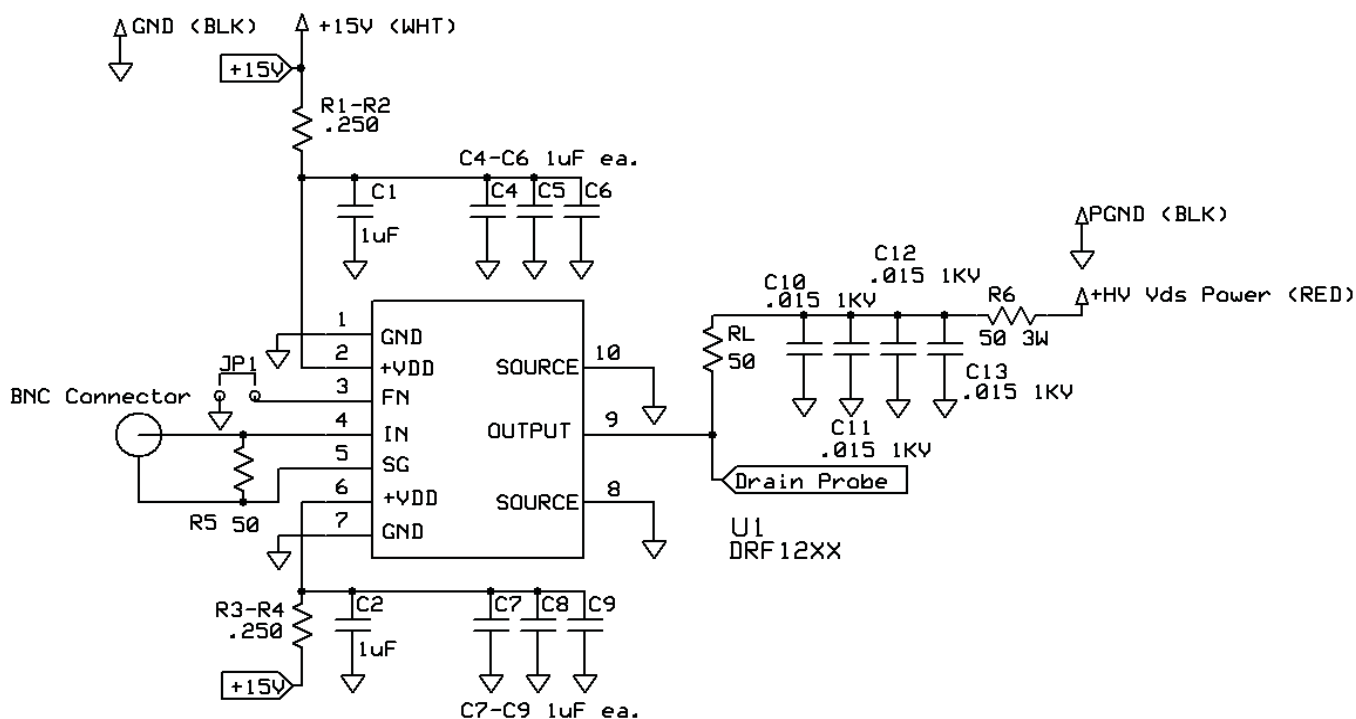 GND (BLK)
+15V (WHT)
+15V
R1-R2
.250
C4-C6 1uF ea.
C1
1uF
C4
C5
C6
PGND (BLK)
C12
.015 1KV
C10
.015 1KV
R6
50 3W
+HV Vds Power (RED)
RL
50
C13
.015 1KV
C11
.015 1KV
1
GND
2
+VDD
JP1
3
FN
BNC Connector
4
IN
5
SG
6
+VDD
7
GND
R5 50
SOURCE
10
OUTPUT
9
SOURCE
8
Drain Probe
U1
DRF12XX
R3-R4
.250
+15V
C2
1uF
C7
C8
C9
C7-C9 1uF ea.